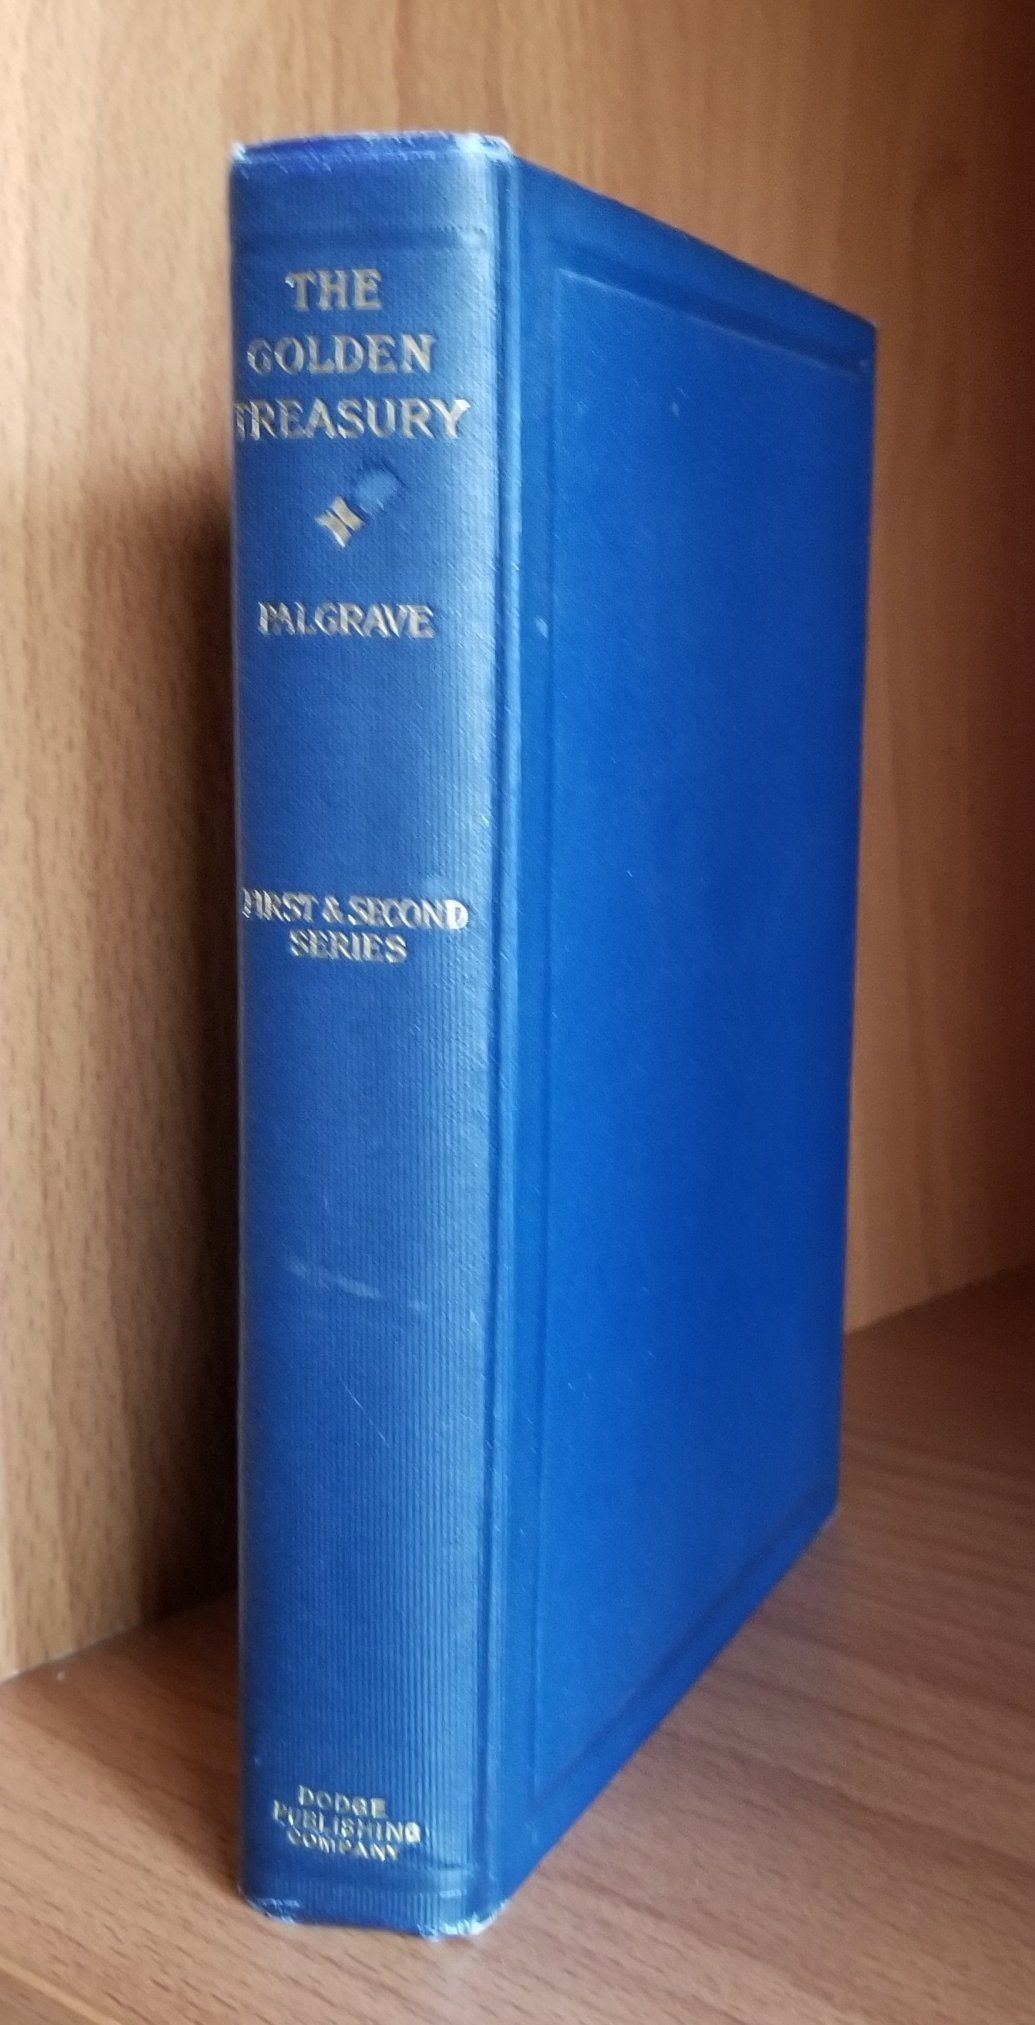 THE
GOLDEN
TREASURY
PALGRAVE
FIRST & SECOND
SERIES
DODGE
PUBLISHING
COMPANY